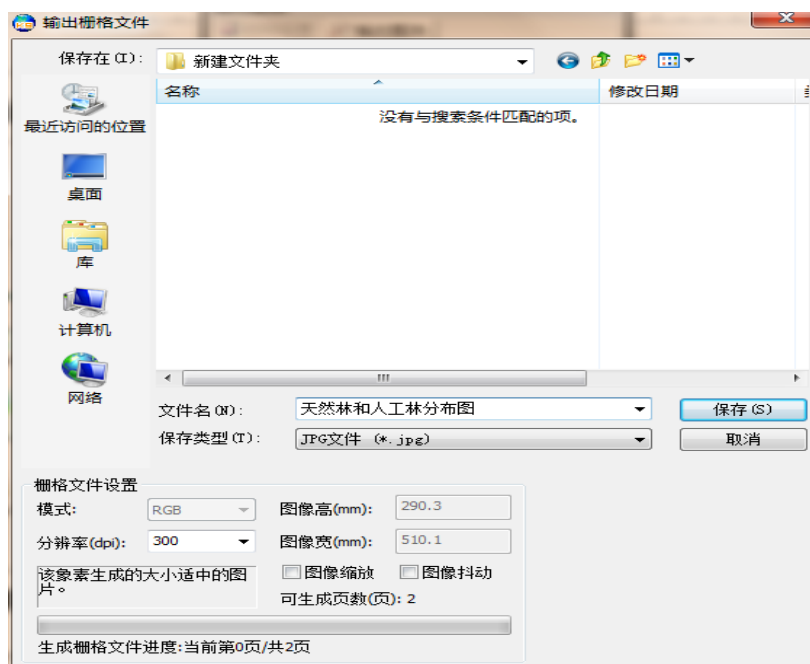 输出栅格文件
保存在(I):
新建文件夹
名称
修改日期
没有与搜索条件匹配的项。
最近访问的位置
桌面
库
计算机
网络
文件名(N):
天然林和人工林分布图
保存(S)
保存类型(T):
JPG文件 (*.jpg)
取消
栅格文件设置
模式:
RGB
图像高(mm):
290.3
分辨率(dpi):
300
图像宽(mm):
510.1
该象素生成的大小适中的图
片。
图像缩放
图像抖动
可生成页数(页): 2
生成栅格文件进度:当前第0页/共2页